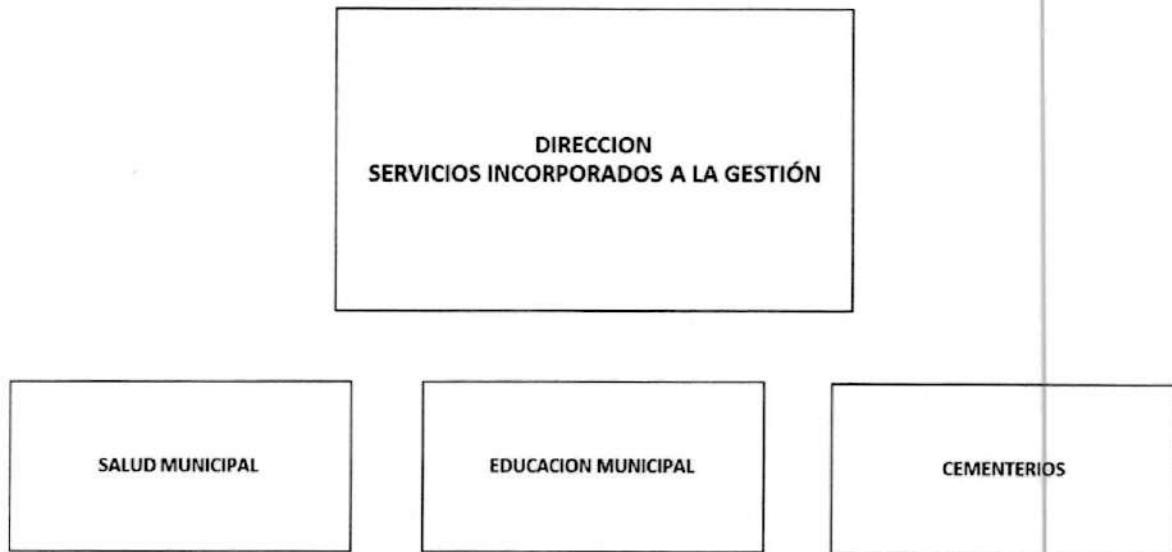 DIRECCION
SERVICIOS INCORPORADOS A LA GESTIÓN
SALUD MUNICIPAL
EDUCACION MUNICIPAL
CEMENTERIOS